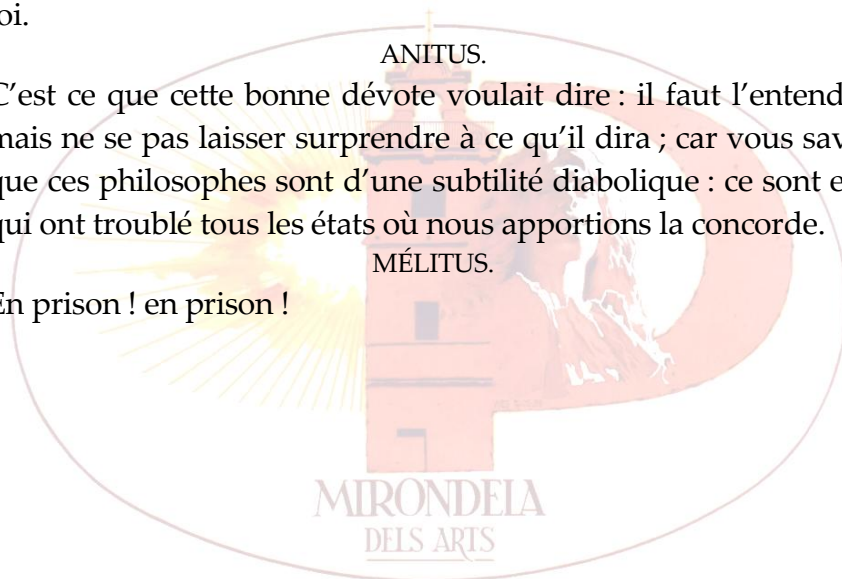 oi.
ANITUS.
C’est ce que cette bonne dévote voulait dire : il faut l’entend
mais ne se pas laisser surprendre à ce qu’il dira ; car vous sav
que ces philosophes sont d’une subtilité diabolique : ce sont e
qui ont troublé tous les états où nous apportions la concorde.
MÉLITUS.
En prison ! en prison !
MIRONDELA
DELS ARTS